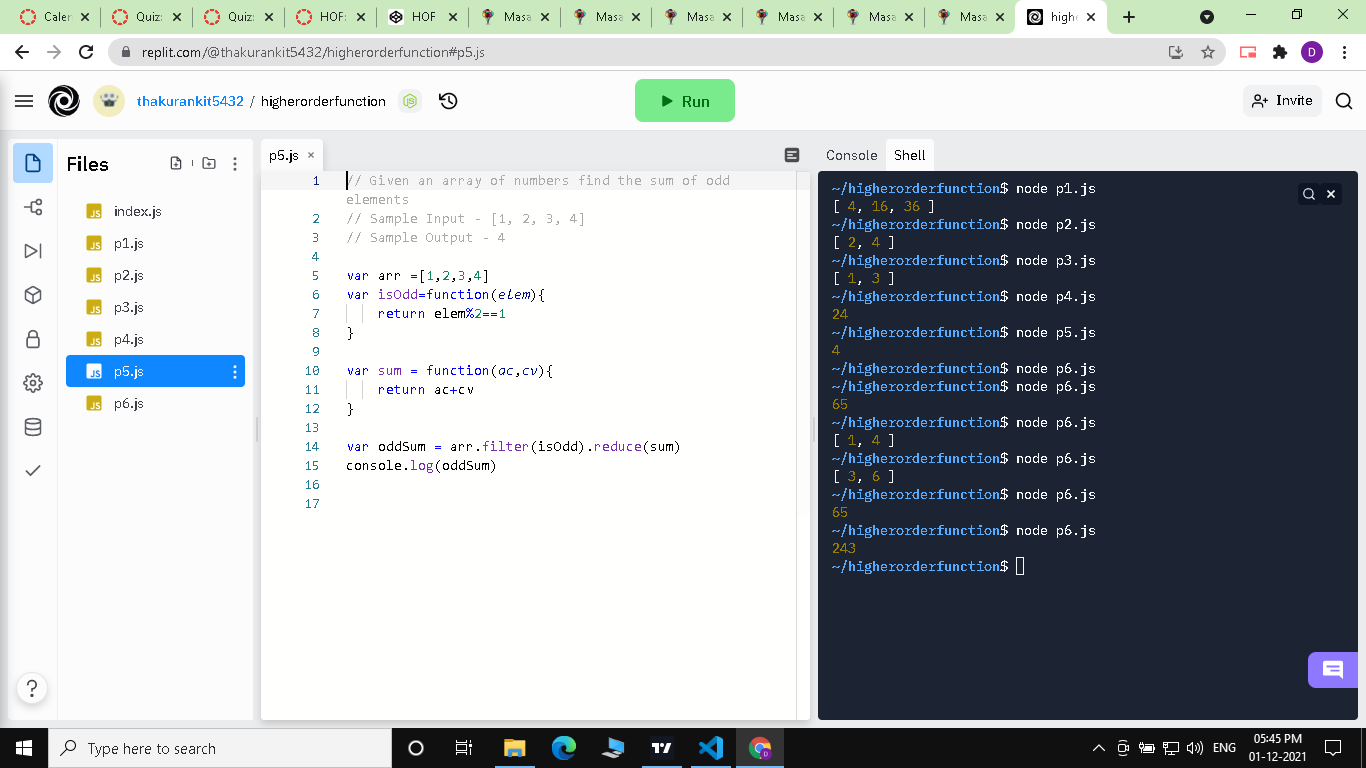 Calen
Quiz:
Quiz:
HOF:
HOF
Masa
Masa
Masa
Masa
Masa
Masa
high
replit.com/@thakurankit5432/higherorderfunction#p5.js
D
thakurankit5432 / higherorderfunction
Run
Invite
Files
p5.js
Console
Shell
index.js
p1.js
p2.js
p3.js
p4.js
p5.js
p6.js
1 // Given an array of numbers find the sum of odd
elements
2 // Sample Input - [1, 2, 3, 4]
3 // Sample Output - 4
4
5 var arr =[1,2,3,4]
6 var isOdd=function(elem){
7 return elem%2==1
8 }
9
10 var sum = function(ac,cv){
11 return ac+cv
12 }
13
14 var oddSum = arr.filter(isOdd).reduce(sum)
15 console.log(oddSum)
16
17
~/higherorderfunction$ node p1.js
[ 4, 16, 36 ]
~/higherorderfunction$ node p2.js
[ 2, 4 ]
~/higherorderfunction$ node p3.js
[ 1, 3 ]
~/higherorderfunction$ node p4.js
24
~/higherorderfunction$ node p5.js
4
~/higherorderfunction$ node p6.js
~/higherorderfunction$ node p6.js
65
~/higherorderfunction$ node p6.js
[ 1, 4 ]
~/higherorderfunction$ node p6.js
[ 3, 6 ]
~/higherorderfunction$ node p6.js
65
~/higherorderfunction$ node p6.js
243
~/higherorderfunction$
?
Type here to search
ENG
05:45 PM
01-12-2021